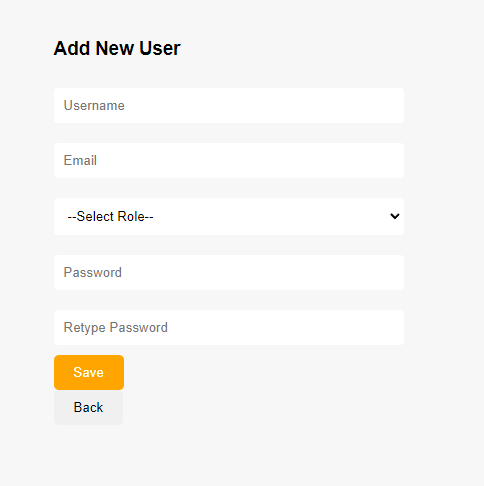 Add New User
Username
Email
--Select Role--
Password
Retype Password
Save
Back